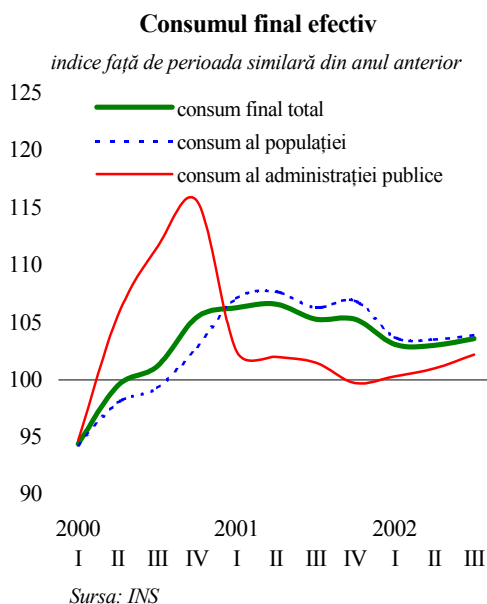 Consumul final efectiv
indice față de perioada similară din anul anterior
125
consum final total
120
consum al populației
115
consum al administrației publice
110
105
100
95
90
2000 2001 2002
I II III IV I II III IV I II III
Sursa: INS